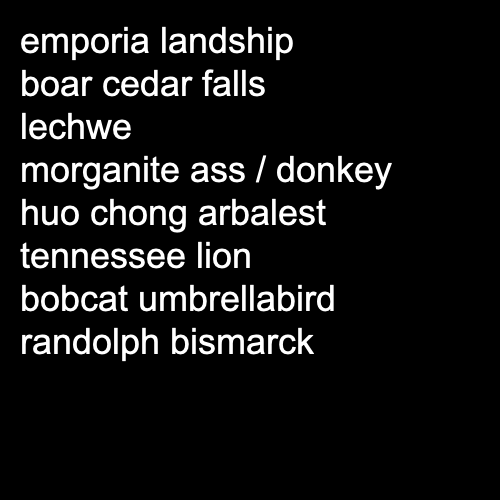 emporia landship
boar cedar falls
lechwe
morganite ass / donkey
huo chong arbalest
tennessee lion
bobcat umbrellabird
randolph bismarck